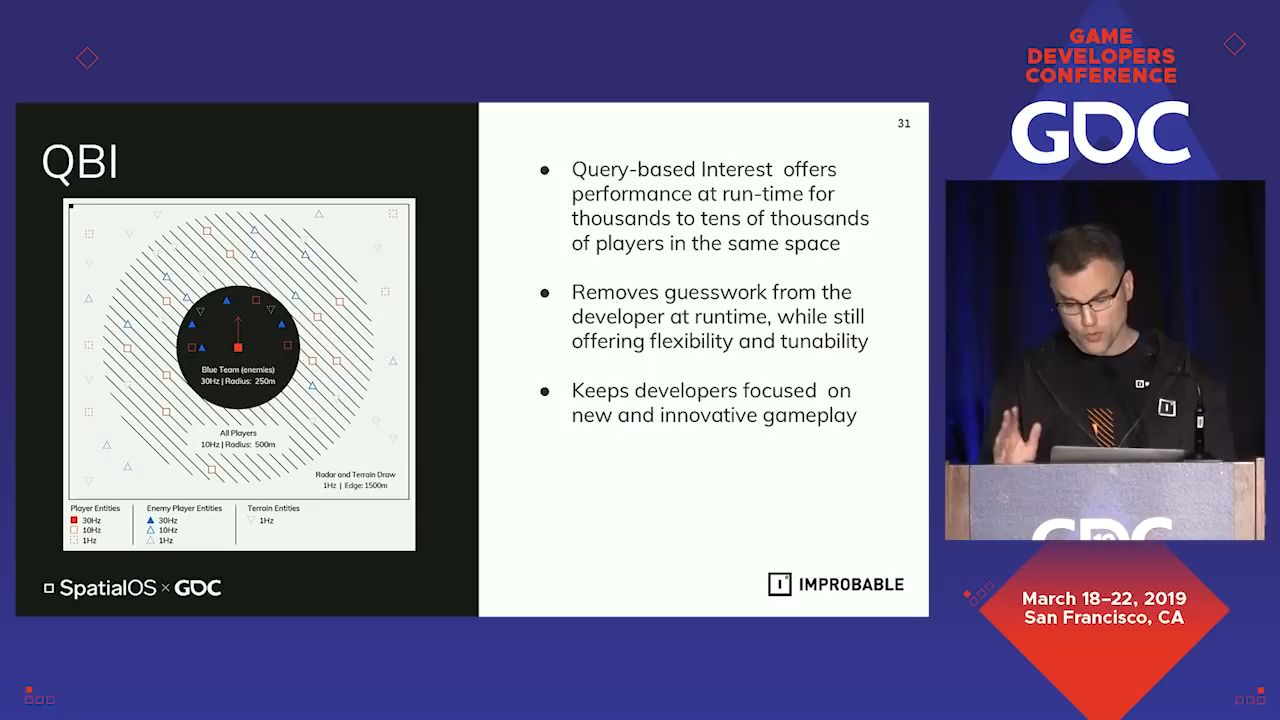 GAME
DEVELOPERS
CONFERENCE
GDC
31
QBI
Query-based Interest offers
performance at run-time for
thousands to tens of thousands
of players in the same space
Removes guesswork from the
developer at runtime, while still
offering flexibility and tunability
Keeps developers focused on
new and innovative gameplay
Blue Team (enemies)
30Hz | Radius: 250m
All Players
10Hz | Radius: 500m
Radar and Terrain Draw
1Hz | Edge: 1500m
Player Entities
30Hz
10Hz
1Hz
Enemy Player Entities
30Hz
10Hz
1Hz
Terrain Entities
1Hz
SpatialOS × GDC
IMPROBABLE
GDC
19
March 18–22, 2019
San Francisco, CA